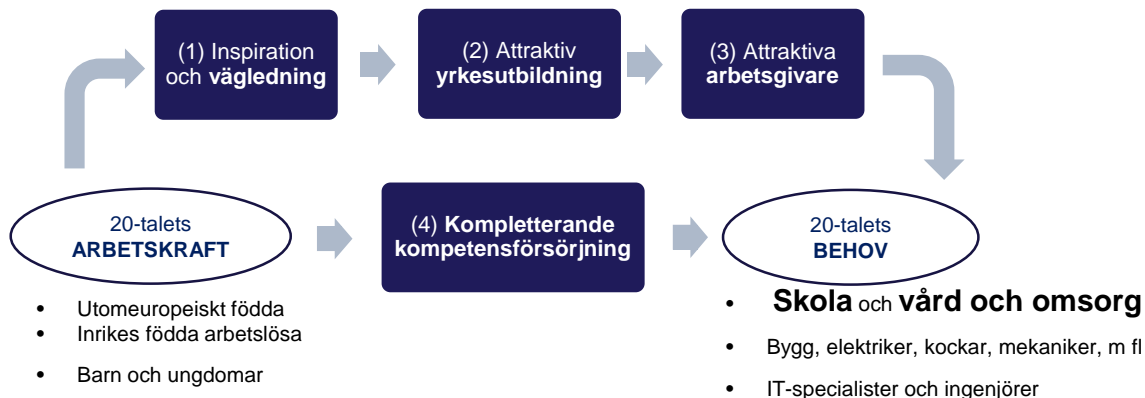 (1) Inspiration
och vägledning
(2) Attraktiv
yrkesutbildning
(3) Attraktiva
arbetsgivare
20-talets
ARBETSKRAFT
(4) Kompletterande
kompetensförsörjning
20-talets
BEHOV
• Utomeuropeiskt födda
• Inrikes födda arbetslösa
• Barn och ungdomar
• Skola och vård och omsorg
• Bygg, elektriker, kockar, mekaniker, m fl
• IT-specialister och ingenjörer